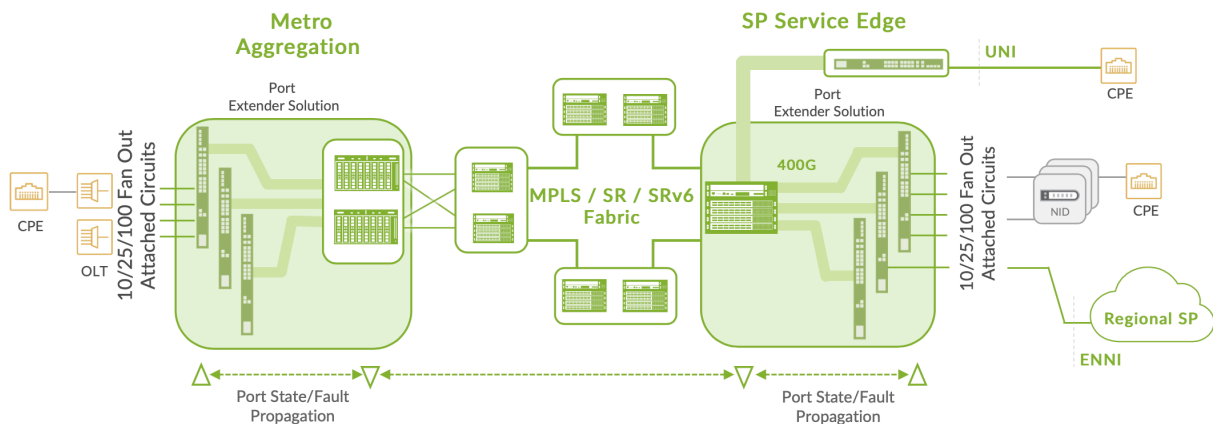 Metro
Aggregation
SP Service Edge
Port
Extender Solution
Port
Extender Solution
UNI
CPE
10/25/100 Fan Out
Attached Circuits
CPE
OLT
MPLS / SR / SRv6
Fabric
400G
10/25/100 Fan Out
Attached Circuits
NID
CPE
Regional SP
ENNI
Port State/Fault
Propagation
Port State/Fault
Propagation